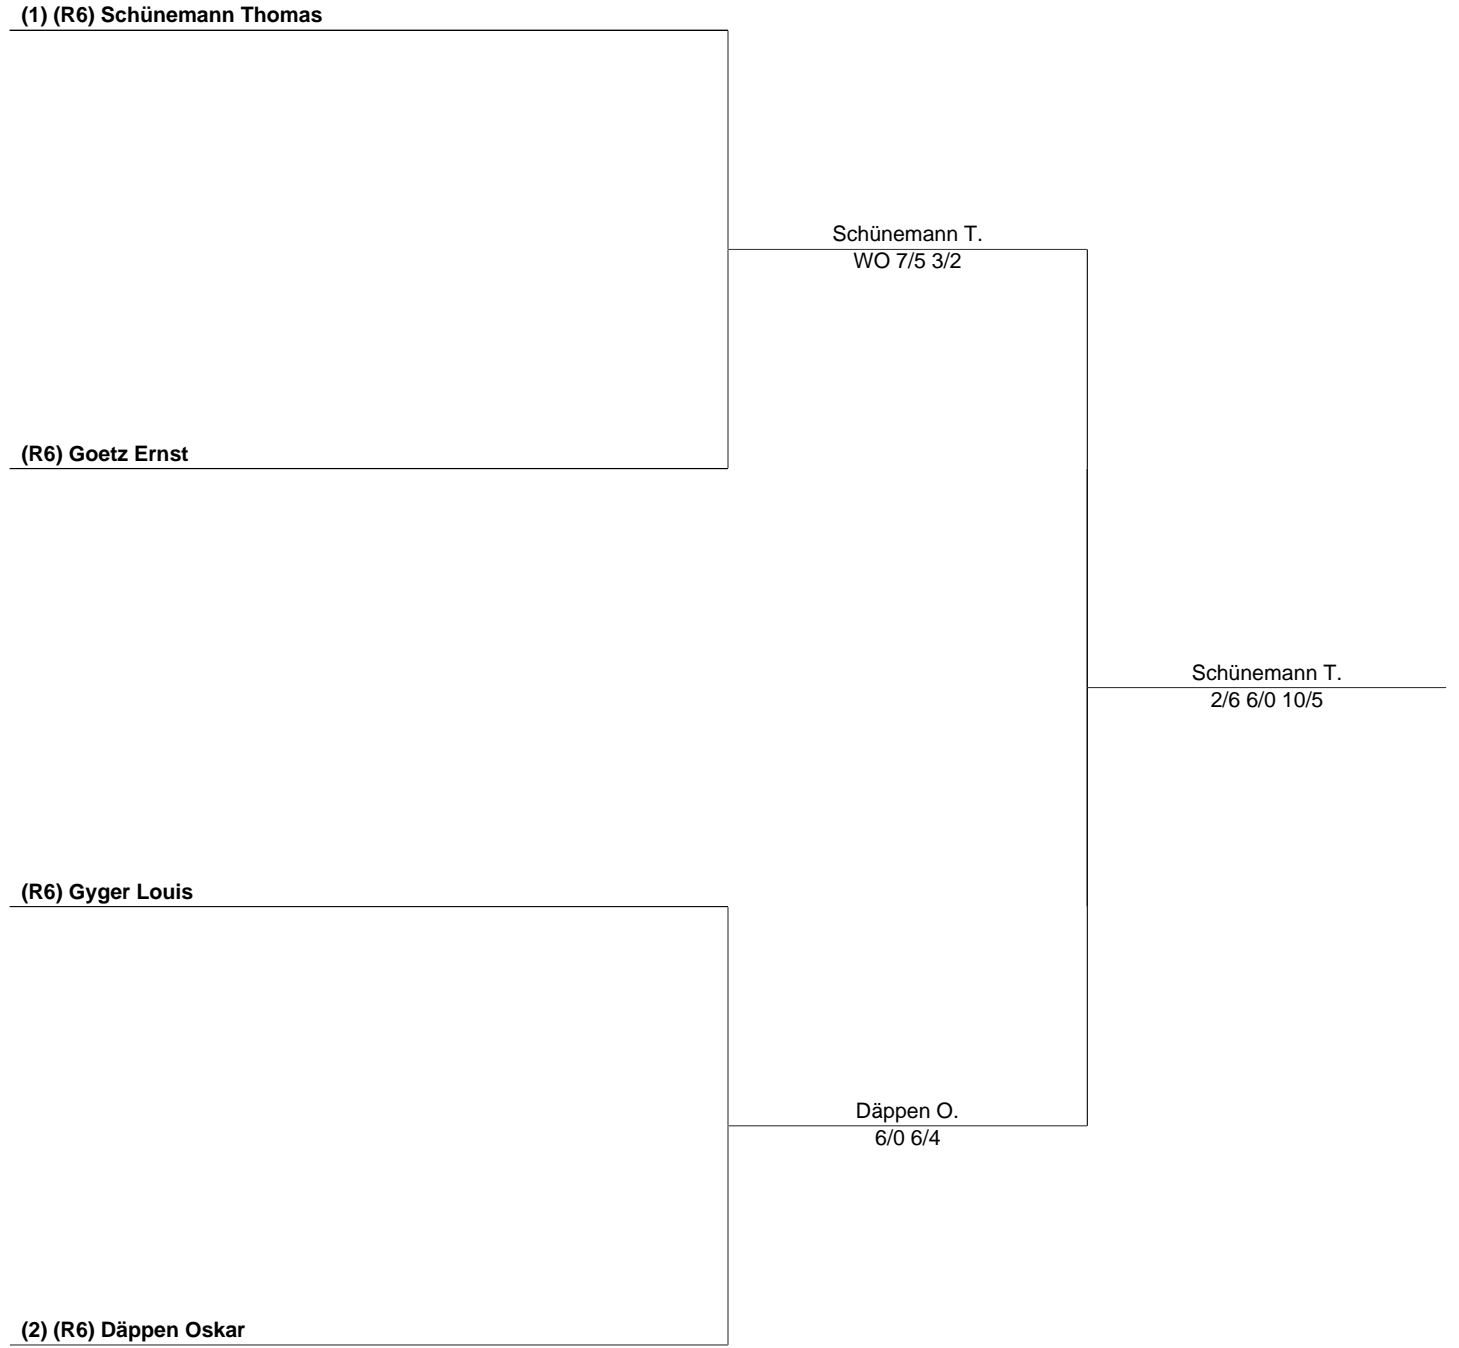 (1) (R6) Schünemann Thomas
Schünemann T.
WO 7/5 3/2
(R6) Goetz Ernst
Schünemann T.
2/6 6/0 10/5
(R6) Gyger Louis
Däppen O.
6/0 6/4
(2) (R6) Däppen Oskar